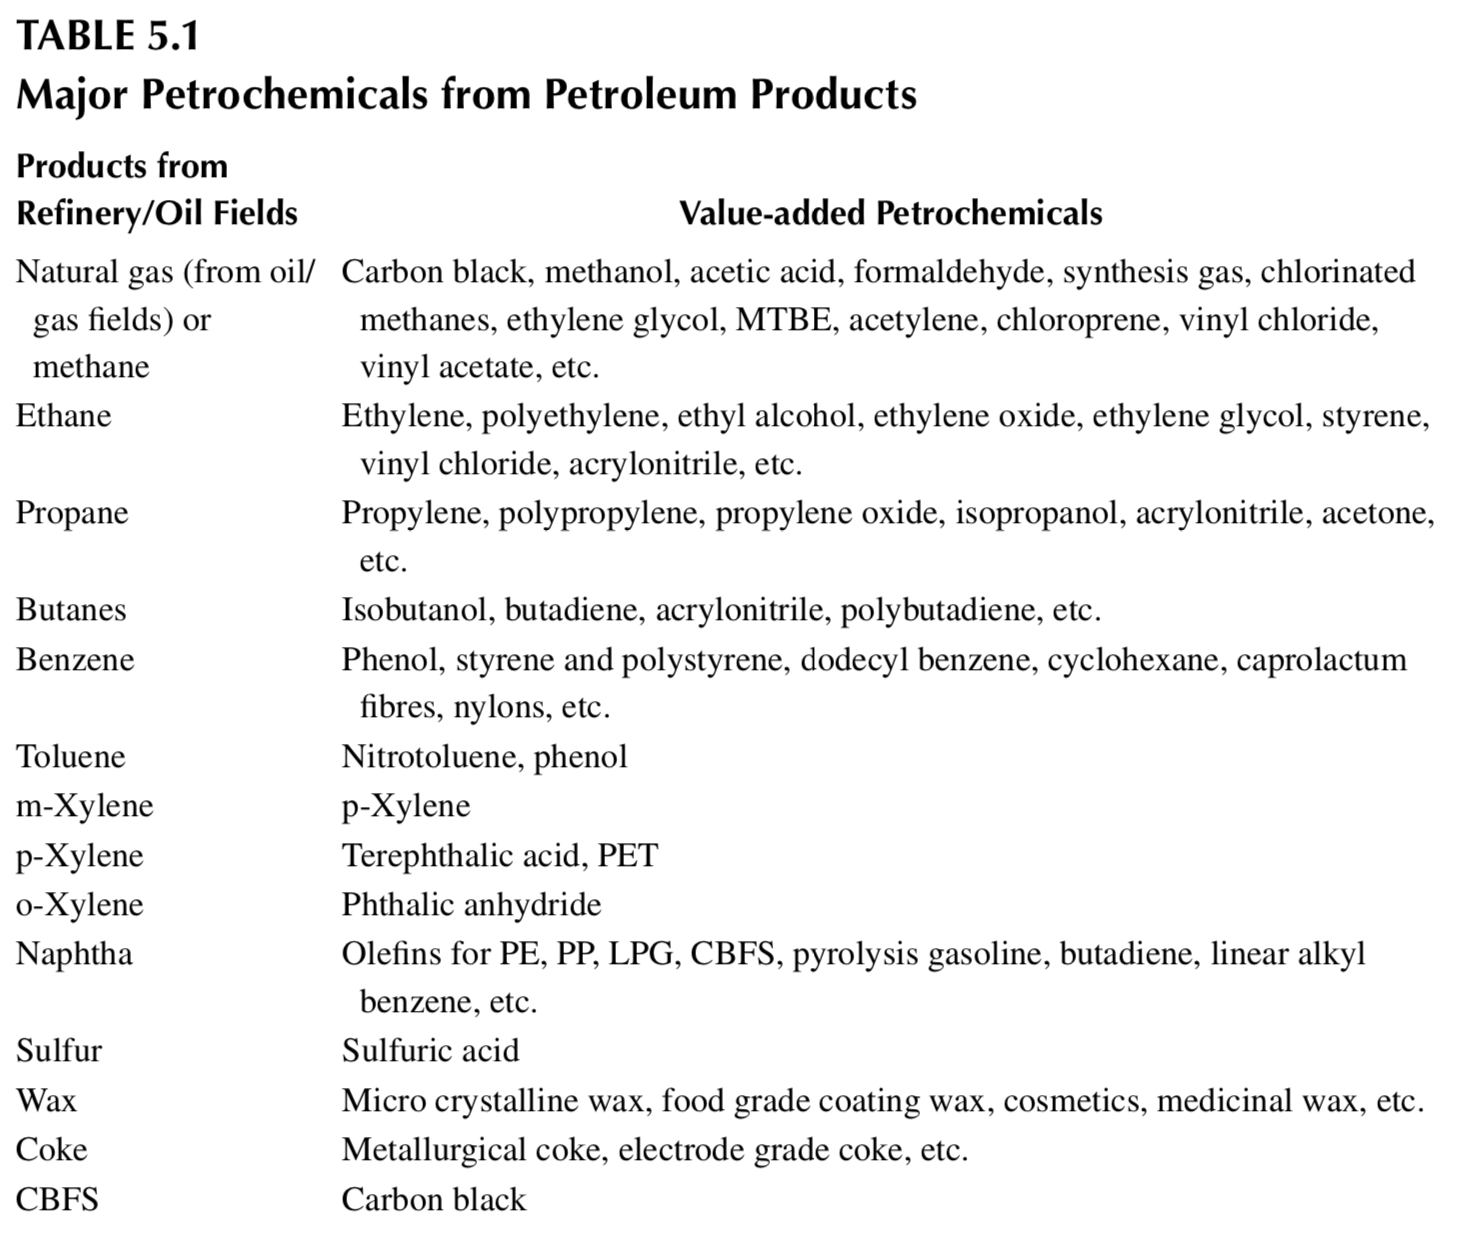 TABLE 5.1
Major Petrochemicals from Petroleum Products
Products from
Refinery/Oil Fields Value-added Petrochemicals
Natural gas (from oil/ Carbon black, methanol, acetic acid, formaldehyde, synthesis gas, chlorinated
gas fields) or methanes, ethylene glycol, MTBE, acetylene, chloroprene, vinyl chloride,
methane vinyl acetate, etc.
Ethane Ethylene, polyethylene, ethyl alcohol, ethylene oxide, ethylene glycol, styrene,
vinyl chloride, acrylonitrile, etc.
Propane Propylene, polypropylene, propylene oxide, isopropanol, acrylonitrile, acetone,
etc.
Butanes Isobutanol, butadiene, acrylonitrile, polybutadiene, etc.
Benzene Phenol, styrene and polystyrene, dodecyl benzene, cyclohexane, caprolactum
fibres, nylons, etc.
Toluene Nitrotoluene, phenol
m-Xylene p-Xylene
p-Xylene Terephthalic acid, PET
o-Xylene Phthalic anhydride
Naphtha Olefins for PE, PP, LPG, CBFS, pyrolysis gasoline, butadiene, linear alkyl
benzene, etc.
Sulfur Sulfuric acid
Wax Micro crystalline wax, food grade coating wax, cosmetics, medicinal wax, etc.
Coke Metallurgical coke, electrode grade coke, etc.
CBFS Carbon black